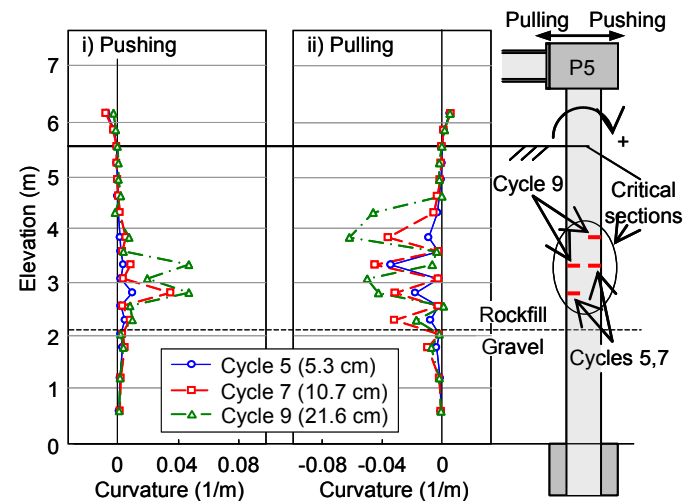 Pulling Pushing
i) Pushing
ii) Pulling
P5
7
6
5
4
3
2
1
0
Elevation (m)
+
Cycle 9
Critical
sections
Rockfill
Gravel
Cycles 5,7
Cycle 5 (5.3 cm)
Cycle 7 (10.7 cm)
Cycle 9 (21.6 cm)
0 0.04 0.08
-0.08 -0.04 0
Curvature (1/m)
Curvature (1/m)